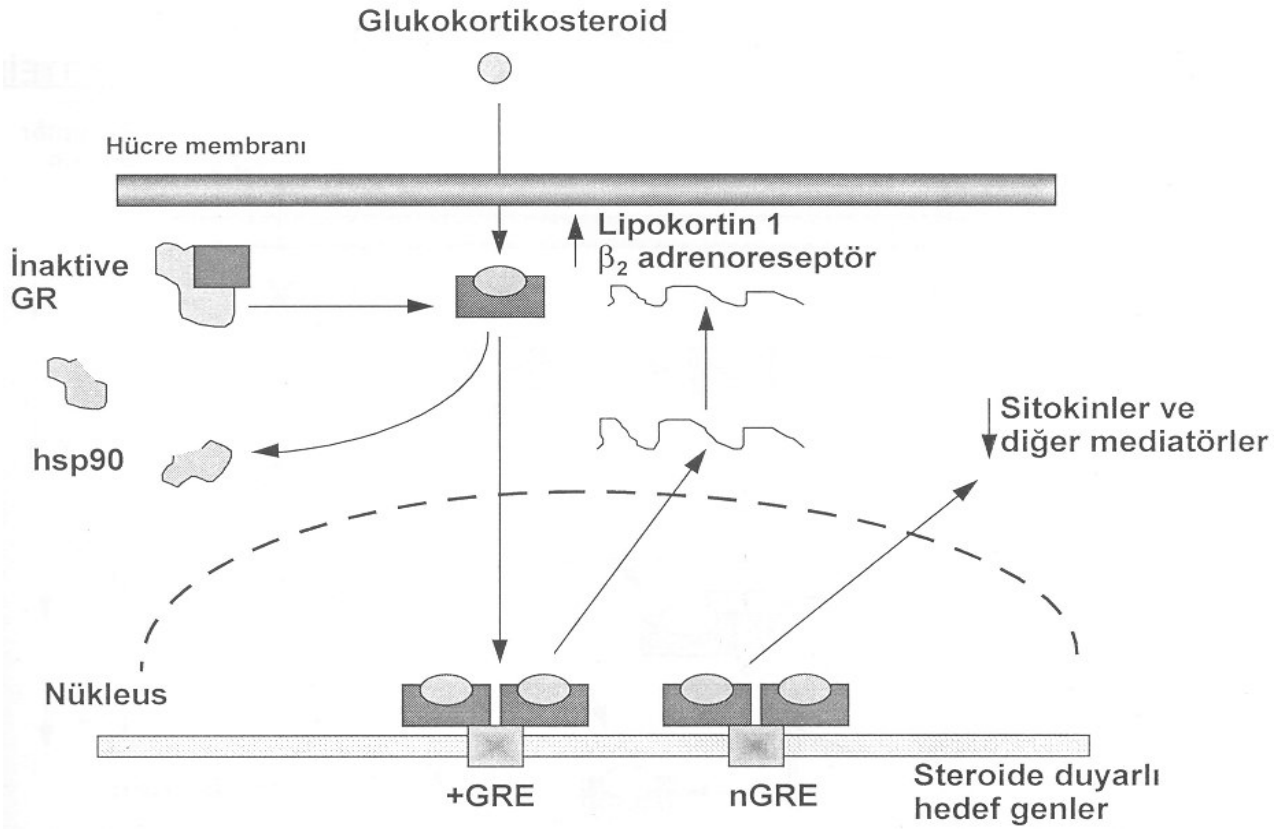 Glukokortikosteroid
Hücre membranı
Lipokortin 1
β₂ adrenoreseptör
İnaktive
GR
Sitokinler ve
diğer mediatörler
hsp90
Nükleus
+GRE
nGRE
Steroide duyarlı
hedef genler